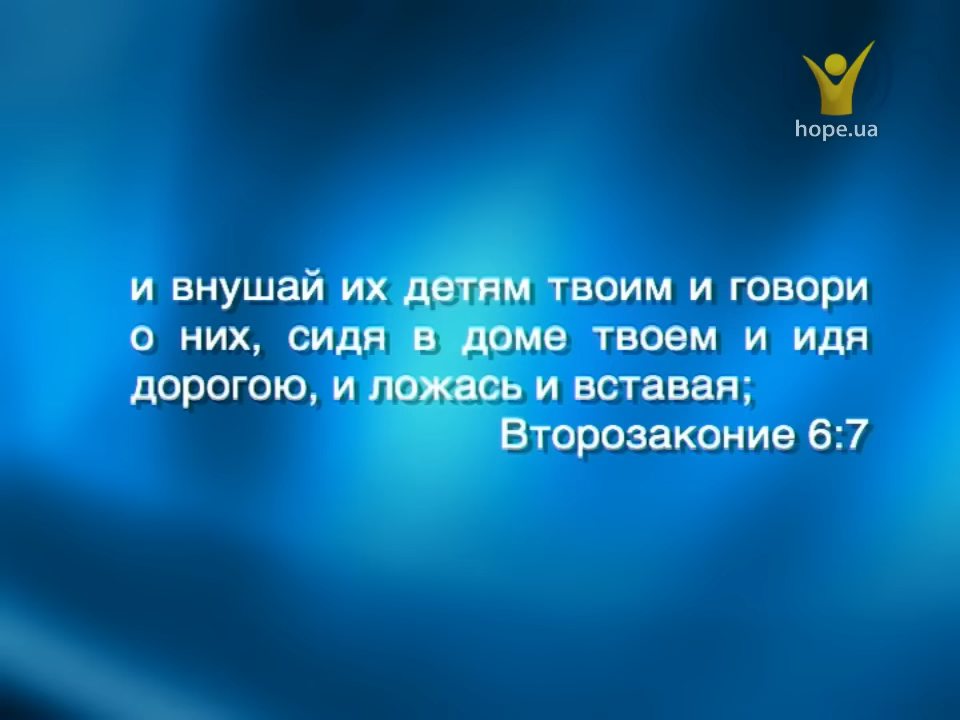 hope.ua
и внушай их детям твоим и говори
о них, сидя в доме твоем и идя
дорогою, и ложась и вставая;
Второзаконие 6:7